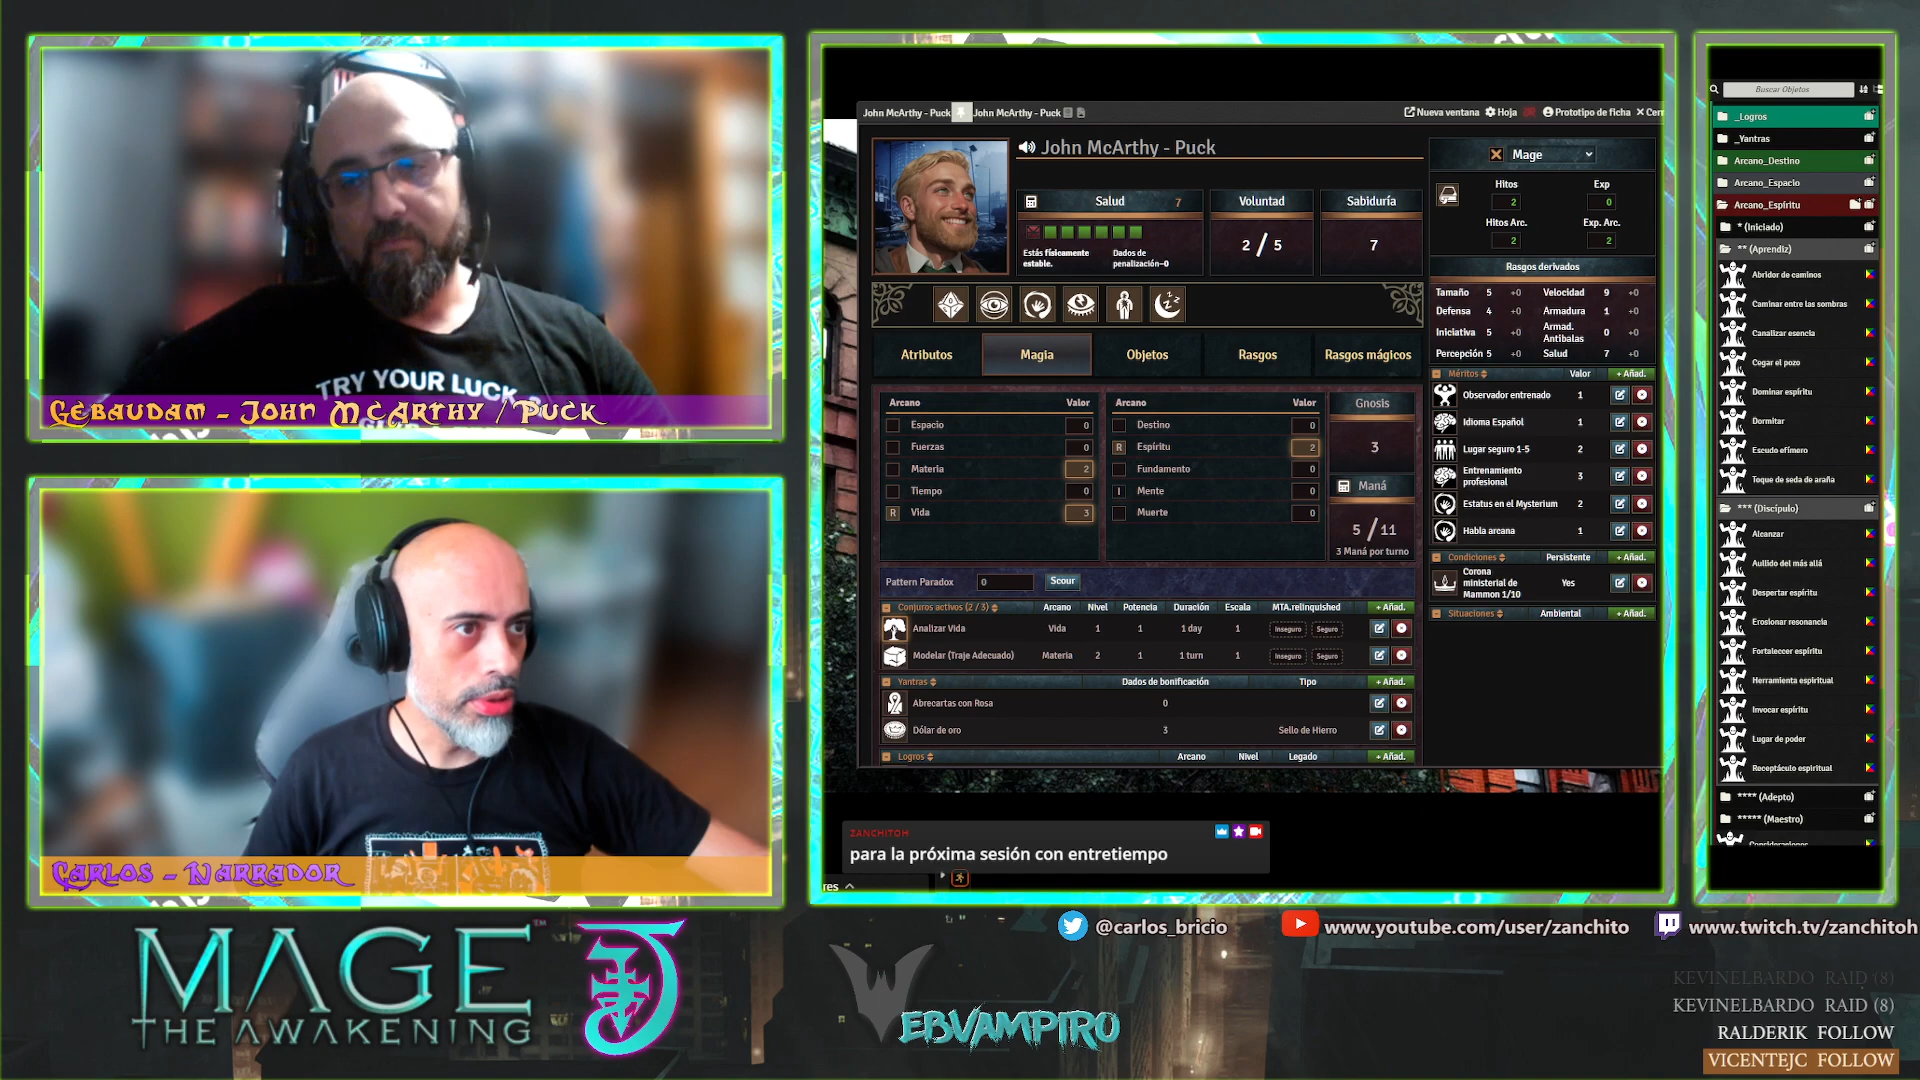 TRY YOUR LUCK
GEBAUDAM - JOHN MCARTHY / PUCK
CARLOS - NARRADOR
John McArthy - Puck
John McArthy - Puck
Nueva ventana
Hoja
Prototipo de ficha
John McArthy - Puck
Salud 7
Estás físicamente estable.
Dados de penalización-0
Voluntad
2 / 5
Sabiduría
7
Mage
Hitos Exp
2 0
Hitos Arc. Exp. Arc.
2 2
Rasgos derivados
Tamaño 5 +0 Velocidad 9 +0
Defensa 4 +0 Armadura 1 +0
Iniciativa 5 +0 Armad. Antibalas 0 +0
Percepción 5 +0 Salud 7 +0
Atributos
Magia
Objetos
Rasgos
Rasgos mágicos
Arcano Valor
Espacio 0
Fuerzas 0
Materia 2
Tiempo 0
R Vida 3
Arcano Valor
Destino 0
R Espíritu 2
Fundamento 0
I Mente 0
Muerte 0
Gnosis
3
Maná
5 / 11
3 Maná por turno
Pattern Paradox 0 Scour
Conjuros activos (2 / 3) Arcano Nivel Potencia Duración Escala MTA.relinquished + Añad.
Analizar Vida Vida 1 1 1 day 1 Inseguro Seguro
Modelar (Traje Adecuado) Materia 2 1 1 turn 1 Inseguro Seguro
Yantras Dados de bonificación Tipo + Añad.
Abrecartas con Rosa 0
Dólar de oro 3 Sello de Hierro
Logros Arcano Nivel Legado + Añad.
Méritos Valor + Añad.
Observador entrenado 1
Idioma Español 1
Lugar seguro 1-5 2
Entrenamiento profesional 3
Estatus en el Mysterium 2
Habla arcana 1
Condiciones Persistente + Añad.
Corona ministerial de Mammon 1/10 Yes
Situaciones Ambiental + Añad.
Buscar Objetos
_Logros
_Yantras
Arcano_Destino
Arcano_Espacio
Arcano_Espíritu
* (Iniciado)
** (Aprendiz)
Abridor de caminos
Caminar entre las sombras
Canalizar esencia
Cegar el pozo
Dominar espíritu
Dormitar
Escudo efímero
Toque de seda de araña
*** (Discípulo)
Alcanzar
Aullido del más allá
Despertar espíritu
Erosionar resonancia
Fortalecer espíritu
Herramienta espiritual
Invocar espíritu
Lugar de poder
Receptáculo espiritual
**** (Adepto)
***** (Maestro)
ZANCHITOH
para la próxima sesión con entretiempo
res
MAGE™
THE AWAKENING
WEBVAMPIRO
@carlos_bricio
www.youtube.com/user/zanchito
www.twitch.tv/zanchitoh
KEVINELBARDO RAID (8)
KEVINELBARDO RAID (8)
RALDERIK FOLLOW
VICENTEJC FOLLOW